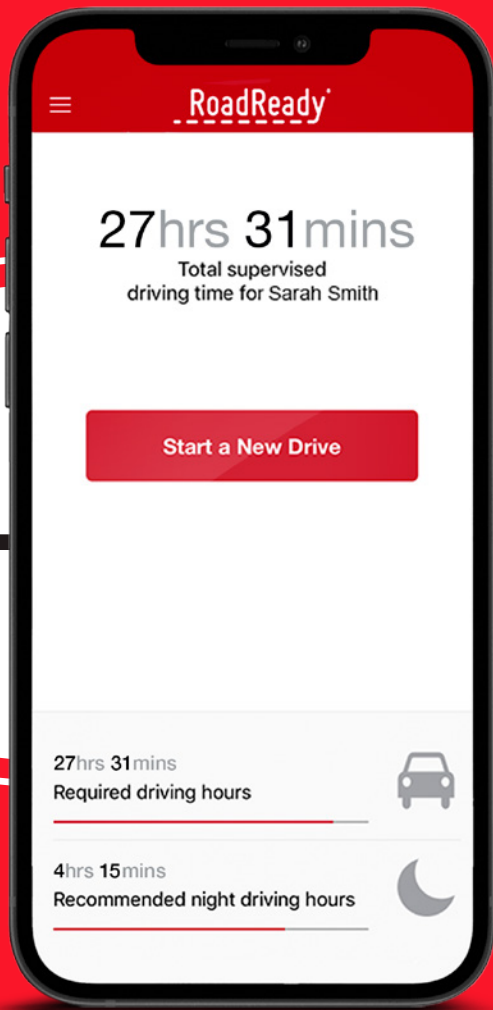 RoadReady
27hrs 31mins
Total supervised
driving time for Sarah Smith
Start a New Drive
27hrs 31mins
Required driving hours
4hrs 15mins
Recommended night driving hours